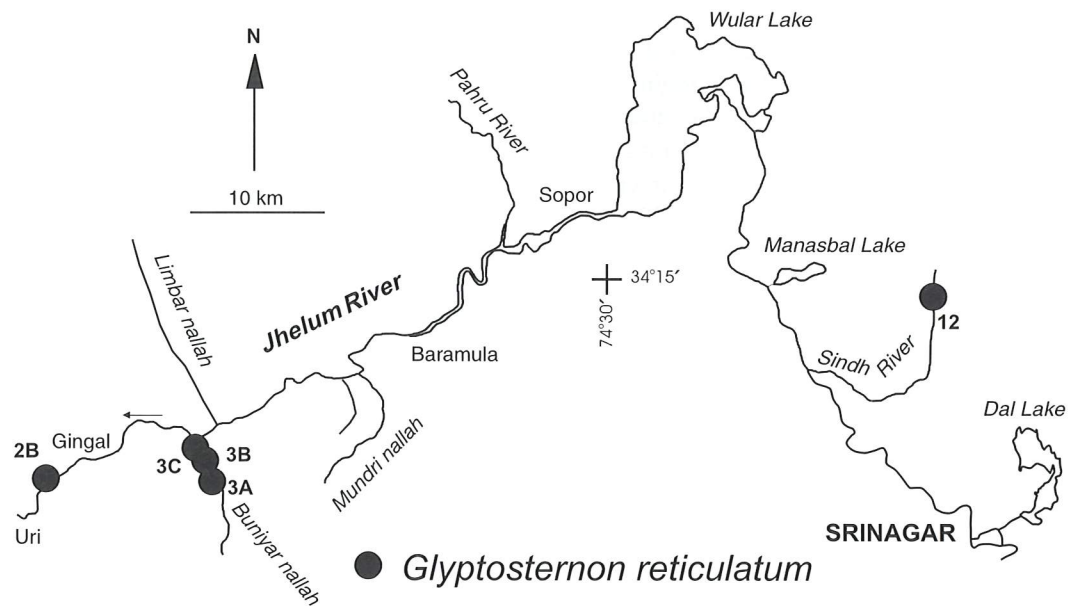 Wular Lake
N
Pahru River
10 km
Sopor
Manasbal Lake
34°15′
74°30′
Limbar nallah
Jhelum River
12
Baramula
Sindh River
Dal Lake
2B
Gingal
3B
3C
3A
Mundri nallah
Buniyar nallah
Uri
SRINAGAR
Glyptosternon reticulatum